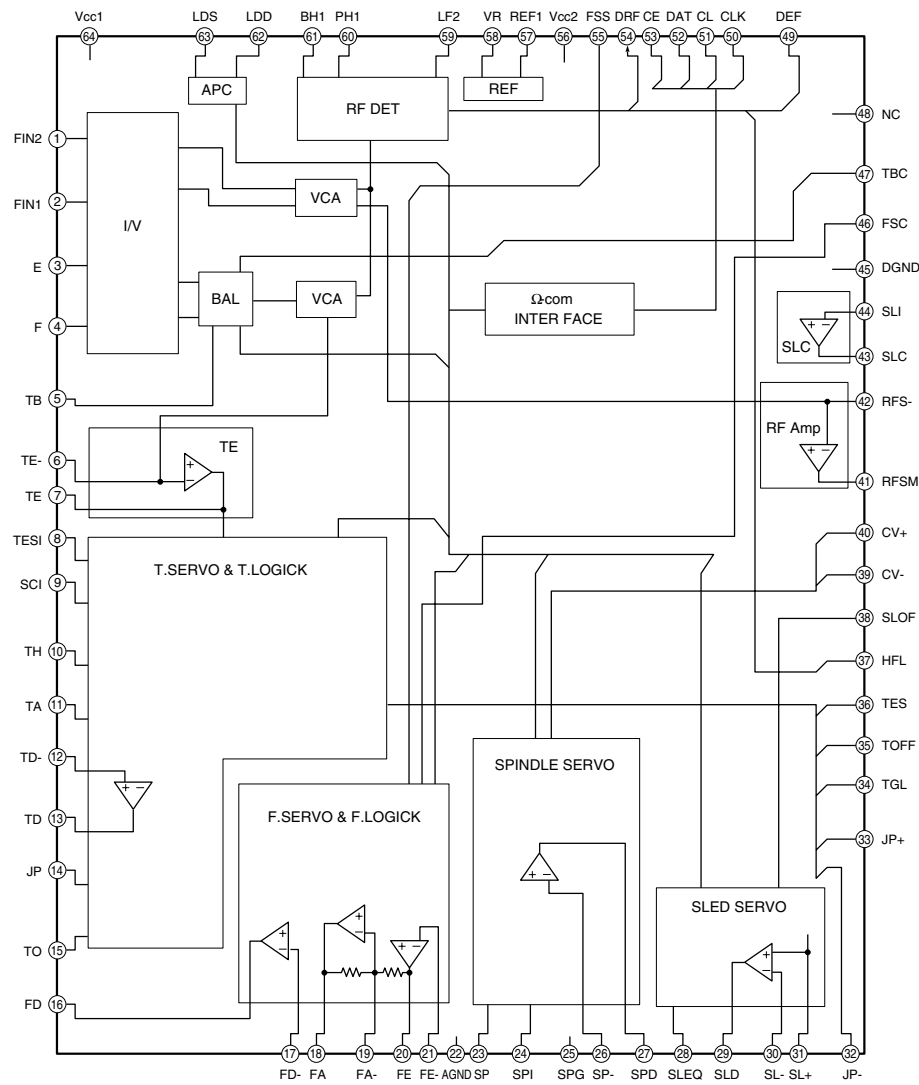 Vcc1 LDS LDD BH1 PH1 LF2 VR REF1 Vcc2 FSS DRF CE DAT CL CLK DEF
64 63 62 61 60 59 58 57 56 55 54 53 52 51 50 49
APC
RF DET
REF
FIN2 1
FIN1 2
E 3
F 4
TB 5
TE- 6
TE 7
TESI 8
SCI 9
TH 10
TA 11
TD- 12
TD 13
JP 14
TO 15
FD 16
I/V
VCA
BAL
VCA
Ω-com
INTER FACE
TE
+
-
T.SERVO & T.LOGICK
+ -
F.SERVO & F.LOGICK
+
-
+
-
+ -
SPINDLE SERVO
+ -
SLED SERVO
+
-
48 NC
47 TBC
46 FSC
45 DGND
44 SLI
+ -
SLC
43 SLC
42 RFS-
RF Amp
+ -
41 RFSM
40 CV+
39 CV-
38 SLOF
37 HFL
36 TES
35 TOFF
34 TGL
33 JP+
17 18 19 20 21 22 23 24 25 26 27 28 29 30 31 32
FD- FA FA- FE FE- AGND SP SPI SPG SP- SPD SLEQ SLD SL- SL+ JP-